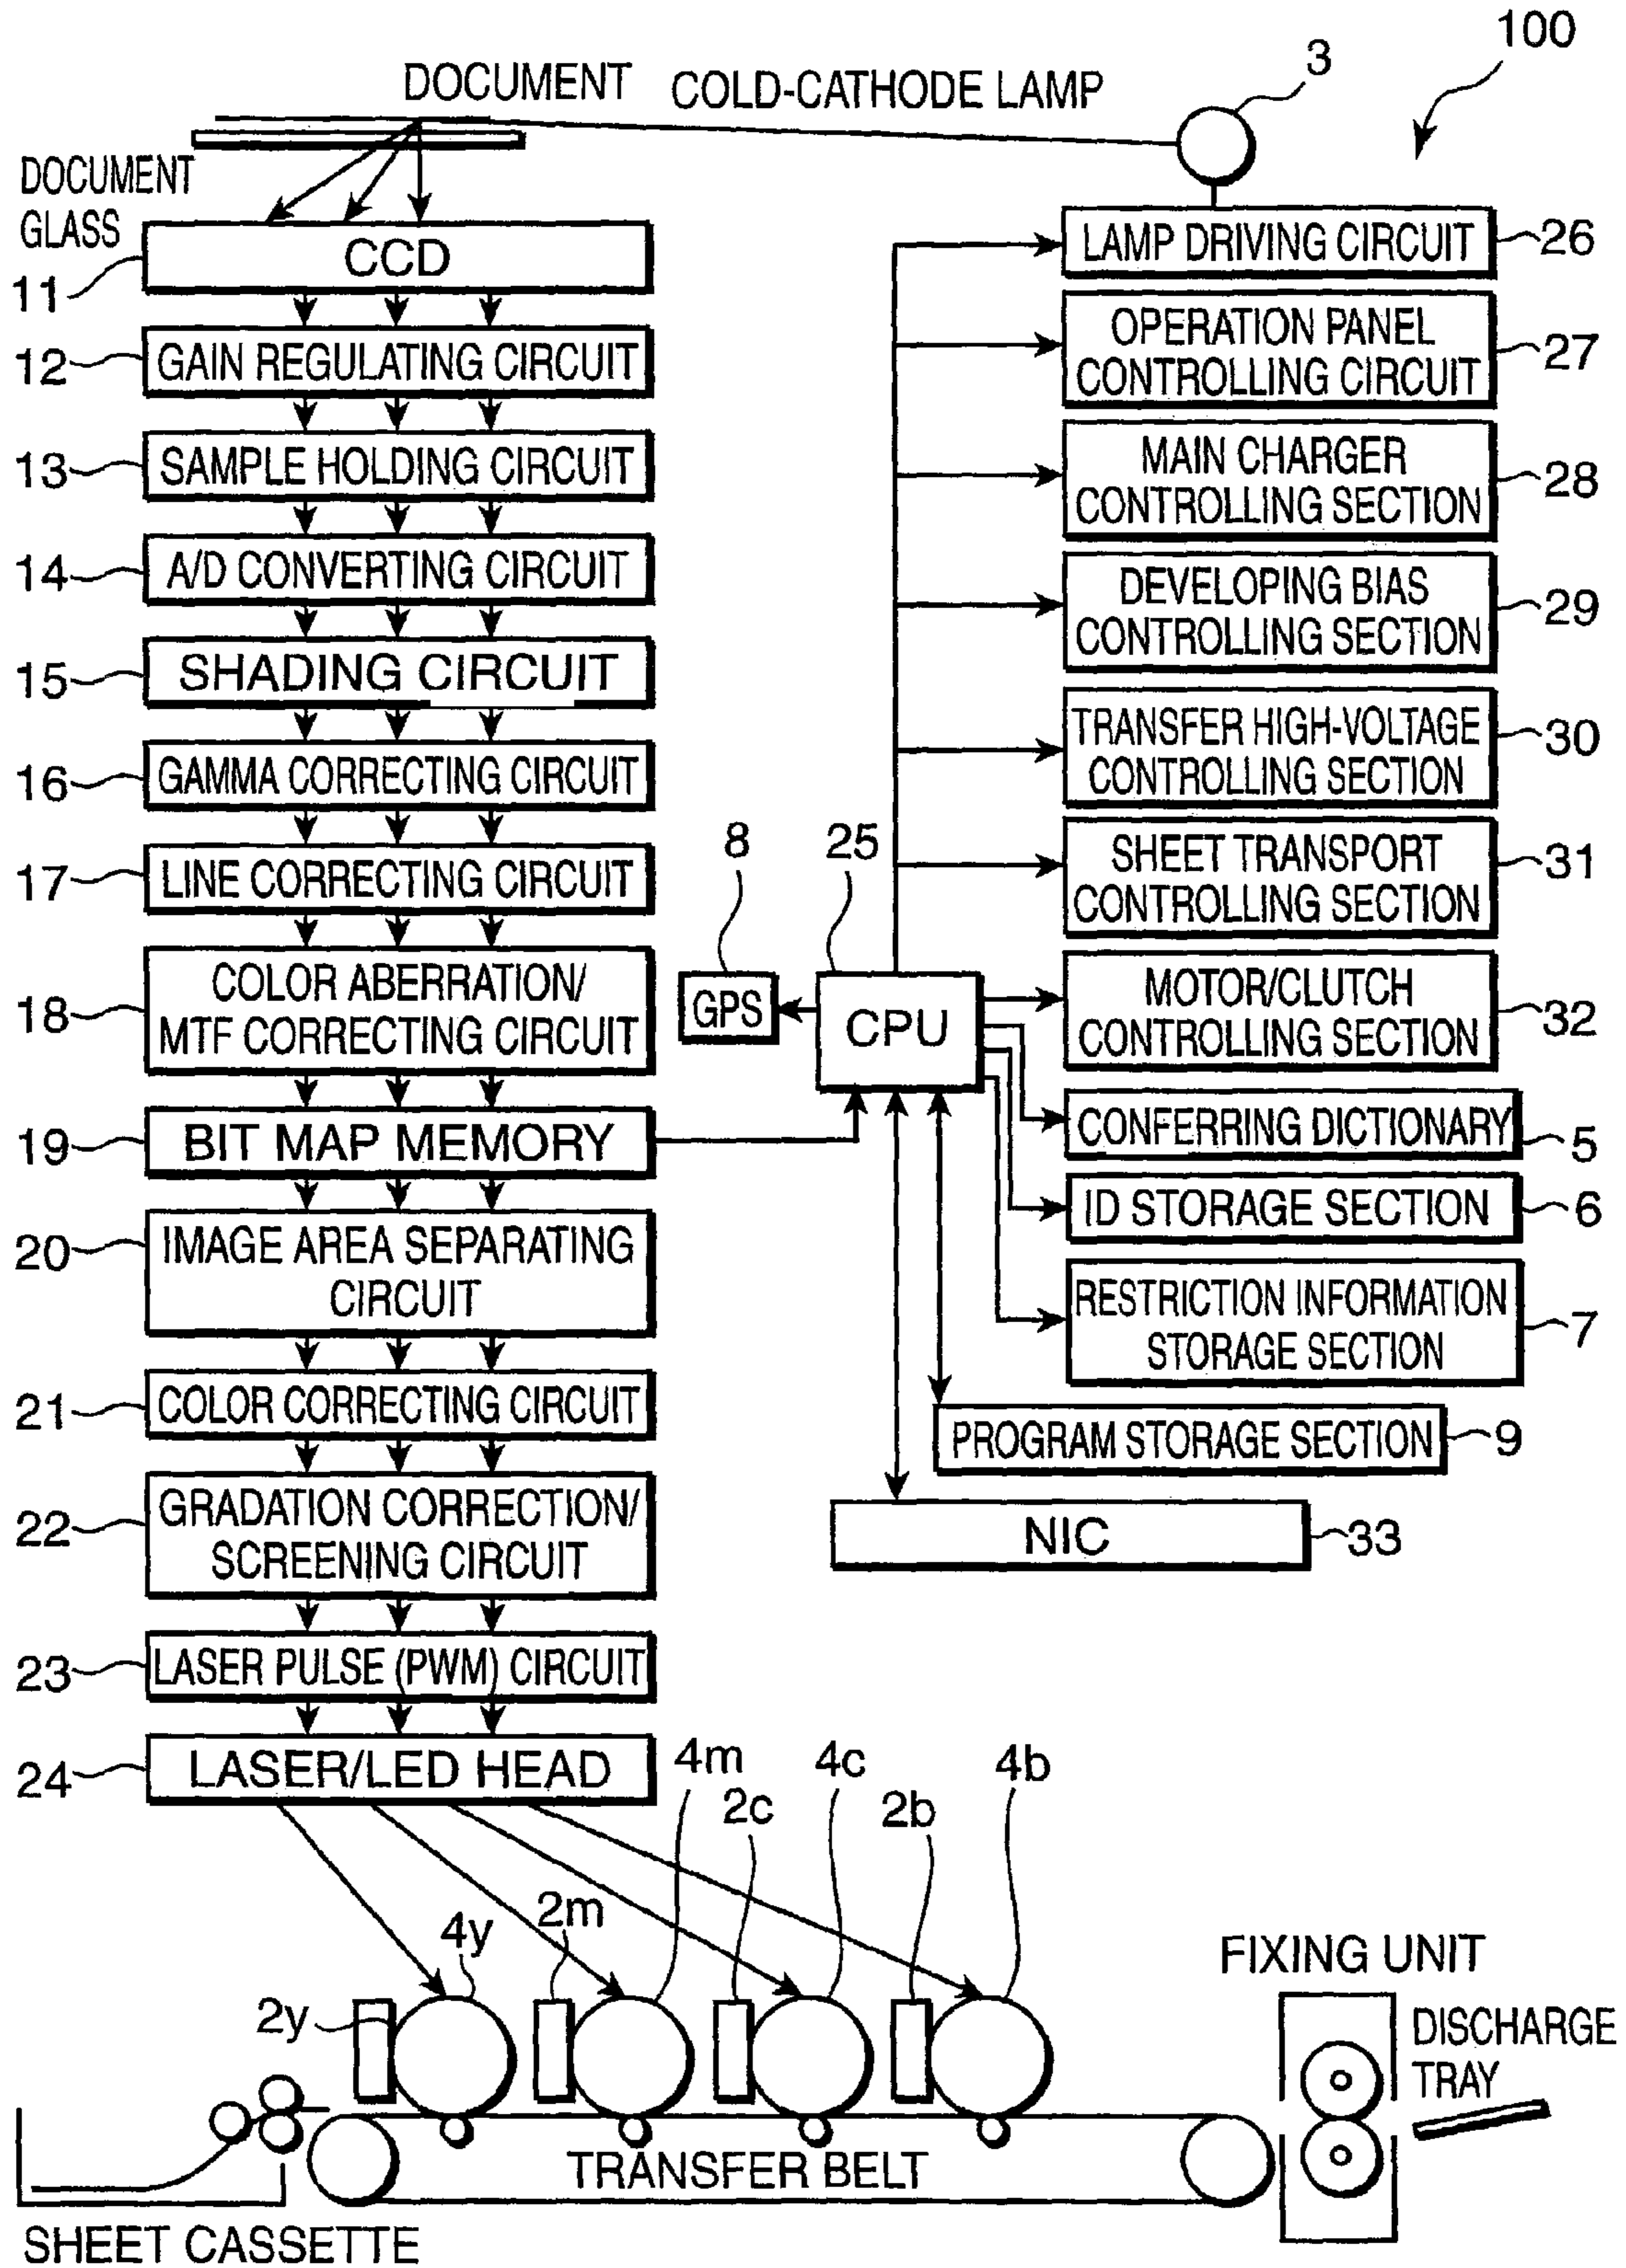 100
3
DOCUMENT
COLD-CATHODE LAMP
DOCUMENT
GLASS
CCD
11
GAIN REGULATING CIRCUIT
12
SAMPLE HOLDING CIRCUIT
13
A/D CONVERTING CIRCUIT
14
SHADING CIRCUIT
15
GAMMA CORRECTING CIRCUIT
16
LINE CORRECTING CIRCUIT
17
COLOR ABERRATION/
MTF CORRECTING CIRCUIT
18
BIT MAP MEMORY
19
IMAGE AREA SEPARATING
CIRCUIT
20
COLOR CORRECTING CIRCUIT
21
GRADATION CORRECTION/
SCREENING CIRCUIT
22
LASER PULSE (PWM) CIRCUIT
23
LASER/LED HEAD
24
LAMP DRIVING CIRCUIT
26
OPERATION PANEL
CONTROLLING CIRCUIT
27
MAIN CHARGER
CONTROLLING SECTION
28
DEVELOPING BIAS
CONTROLLING SECTION
29
TRANSFER HIGH-VOLTAGE
CONTROLLING SECTION
30
SHEET TRANSPORT
CONTROLLING SECTION
31
8
25
GPS
CPU
MOTOR/CLUTCH
CONTROLLING SECTION
32
CONFERRING DICTIONARY
5
ID STORAGE SECTION
6
RESTRICTION INFORMATION
STORAGE SECTION
7
PROGRAM STORAGE SECTION
9
NIC
33
4m
4c
4b
2c
2b
2m
4y
2y
FIXING UNIT
DISCHARGE
TRAY
TRANSFER BELT
SHEET CASSETTE